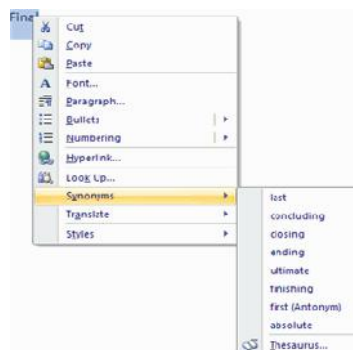 Final
Cut
Copy
Paste
Font...
Paragraph...
Bullets
Numbering
Hyperlink...
Look Up...
Synonyms
Translate
Styles
last
concluding
closing
ending
ultimate
finishing
first (Antonym)
absolute
Thesaurus...